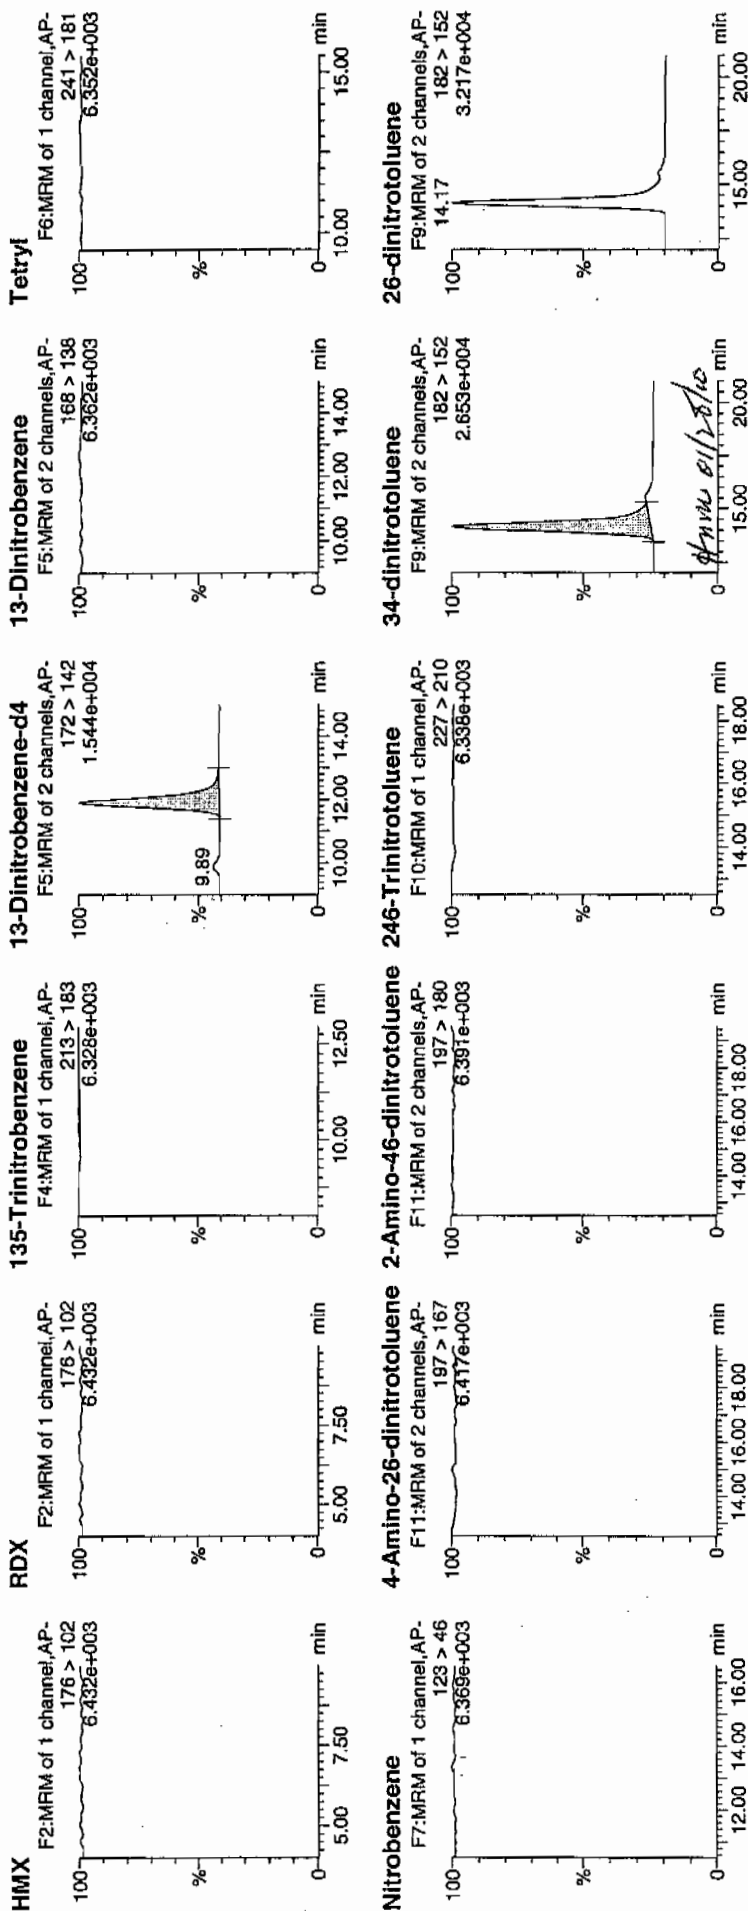 HMX
F2:MRM of 1 channel,AP-
176 > 102
6.432e+003
100
%
0
5.00 7.50 min
RDX
F2:MRM of 1 channel,AP-
176 > 102
6.432e+003
100
%
0
5.00 7.50 min
135-Trinitrobenzene
F4:MRM of 1 channel,AP-
213 > 183
6.328e+003
100
%
0
10.00 12.50 min
13-Dinitrobenzene-d4
F5:MRM of 2 channels,AP-
172 > 142
1.544e+004
100
9.89
%
0
10.00 12.00 14.00 min
13-Dinitrobenzene
F5:MRM of 2 channels,AP-
168 > 138
6.362e+003
100
%
0
10.00 12.00 14.00 min
Tetryl
F6:MRM of 1 channel,AP-
241 > 181
6.352e+003
100
%
0
10.00 15.00 min
Nitrobenzene
F7:MRM of 1 channel,AP-
123 > 46
6.369e+003
100
%
0
12.00 14.00 16.00 min
4-Amino-26-dinitrotoluene
F11:MRM of 2 channels,AP-
197 > 167
6.417e+003
100
%
0
14.00 16.00 18.00 min
2-Amino-46-dinitrotoluene
F11:MRM of 2 channels,AP-
197 > 180
6.391e+003
100
%
0
14.00 16.00 18.00 min
246-Trinitrotoluene
F10:MRM of 1 channel,AP-
227 > 210
6.338e+003
100
%
0
14.00 16.00 18.00 min
34-dinitrotoluene
F9:MRM of 2 channels,AP-
182 > 152
2.653e+004
100
%
0
15.00 20.00 min
01/28/10
26-dinitrotoluene
F9:MRM of 2 channels,AP-
14.17
182 > 152
3.217e+004
100
%
0
15.00 20.00 min